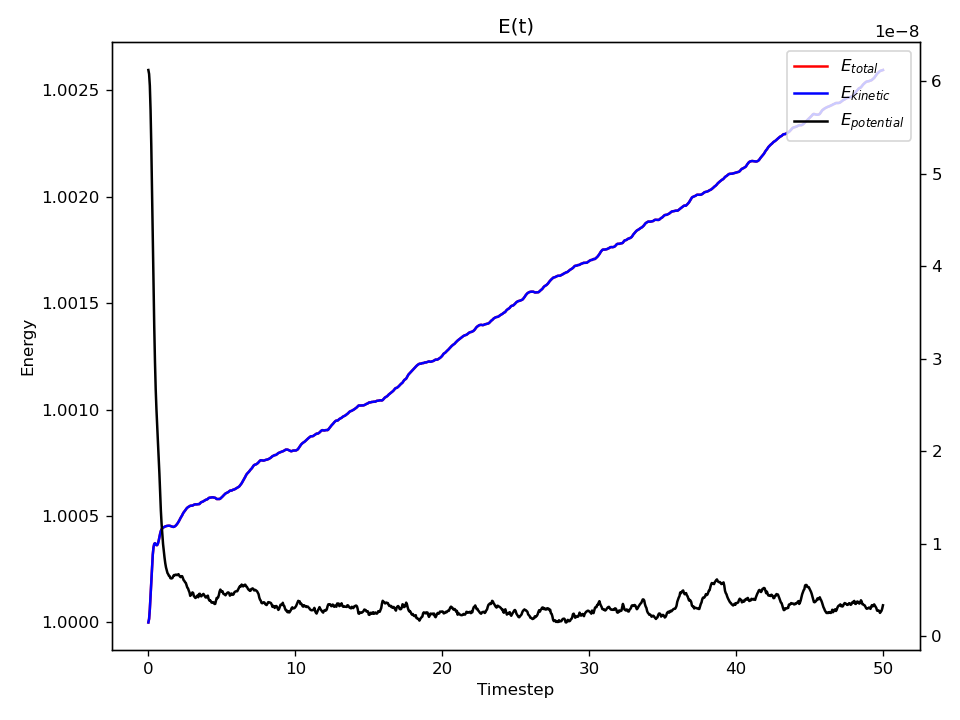 E(t)
1e−8
E_total
E_kinetic
E_potential
1.0025
1.0020
1.0015
1.0010
1.0005
1.0000
Energy
6
5
4
3
2
1
0
0 10 20 30 40 50
Timestep